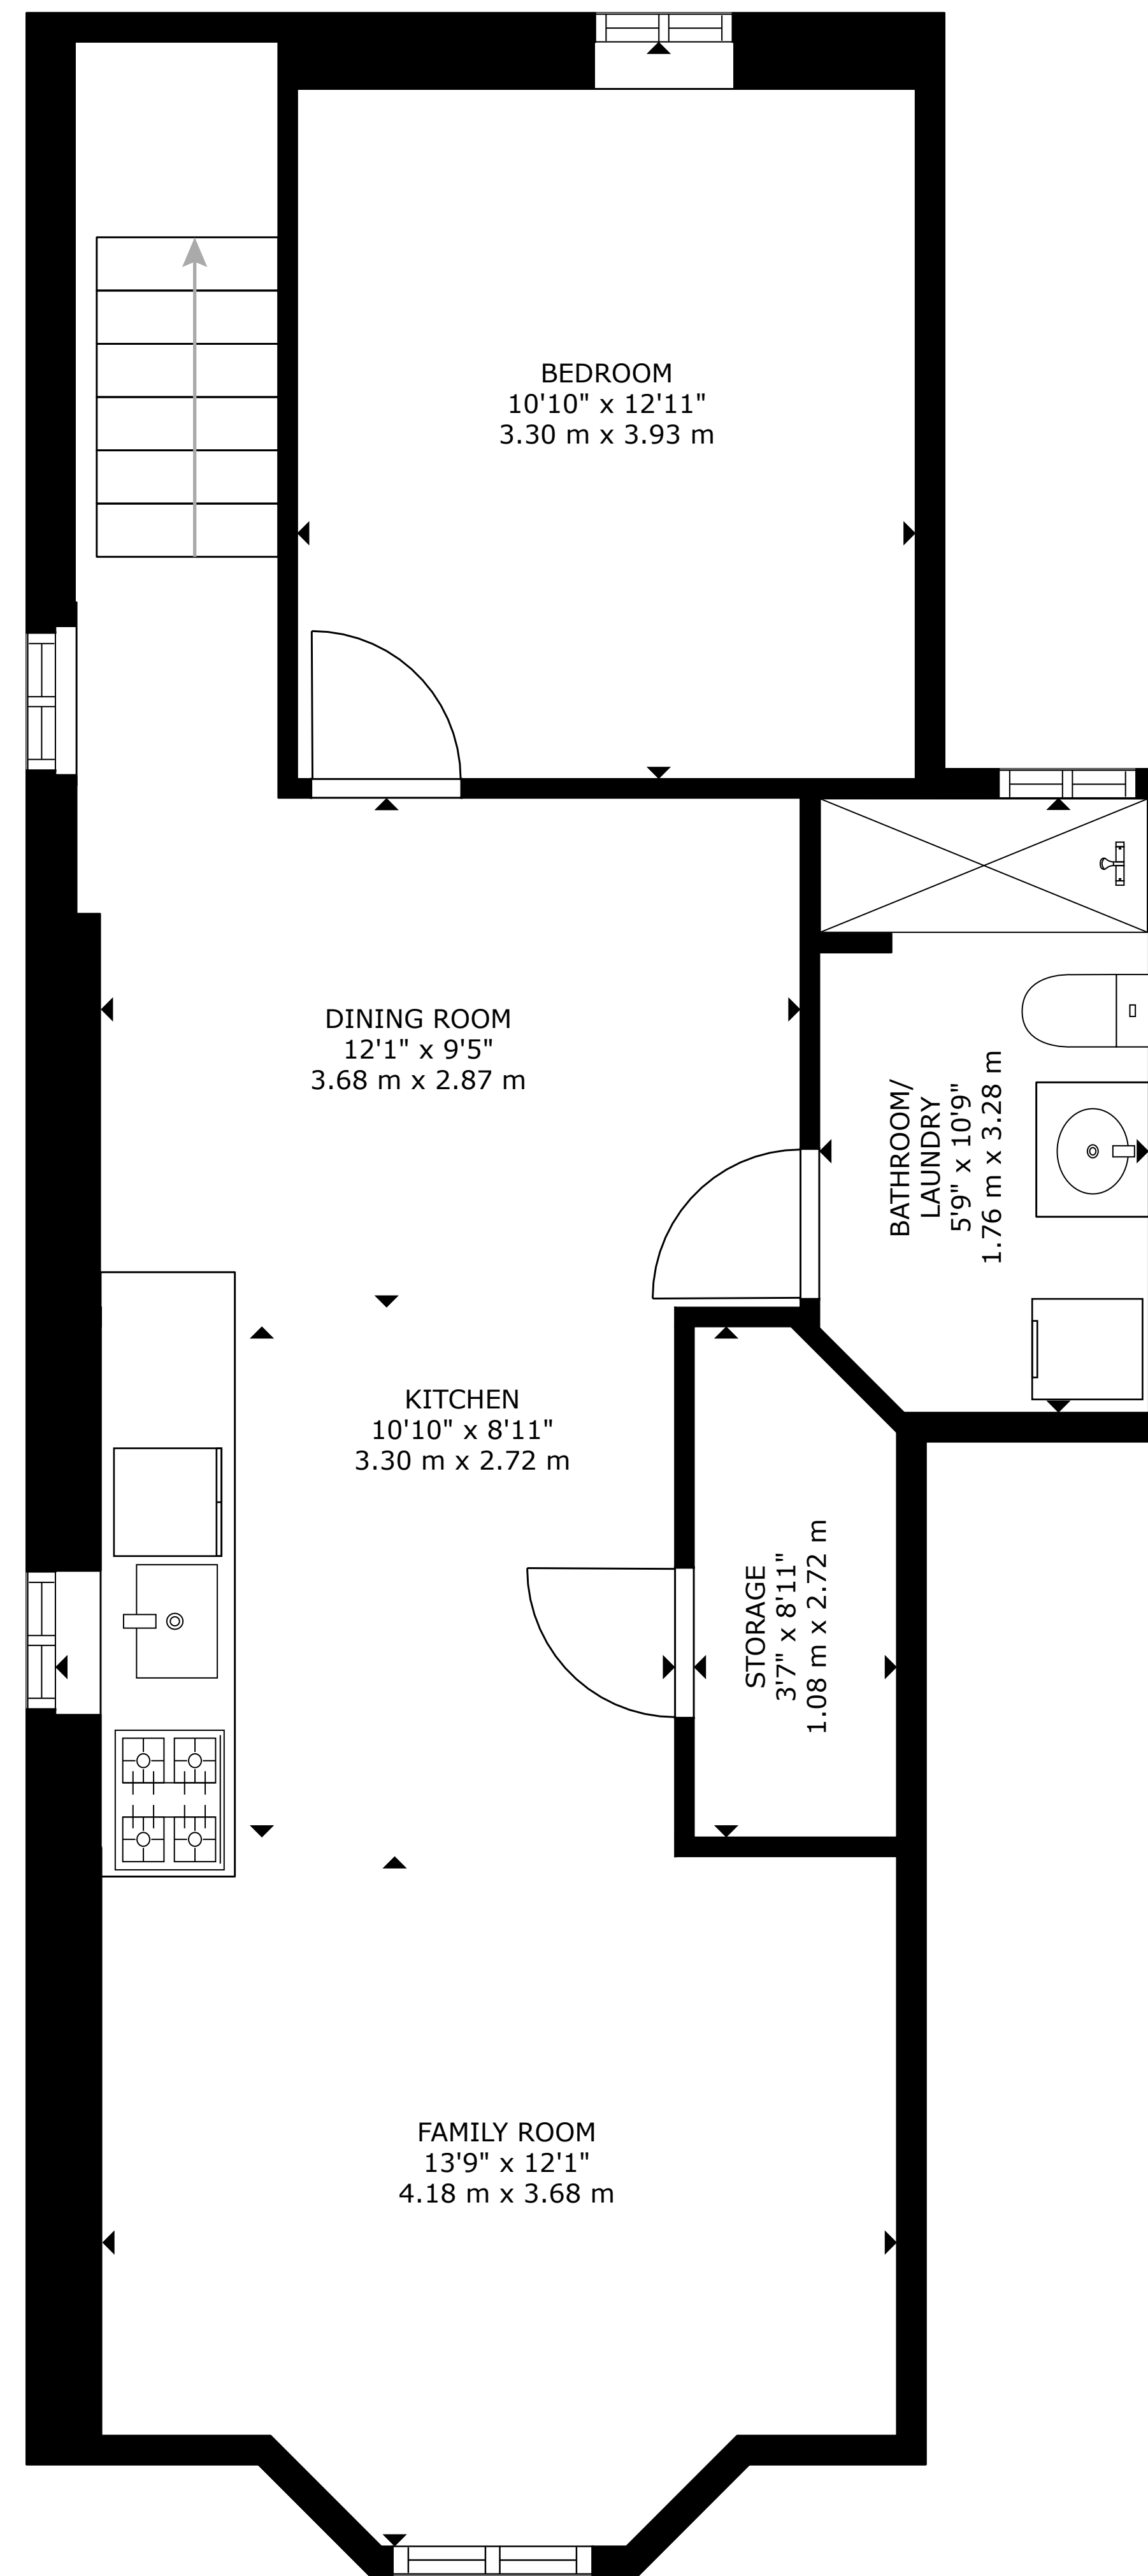 BEDROOM
10'10" x 12'11"
3.30 m x 3.93 m
DINING ROOM
12'1" x 9'5"
3.68 m x 2.87 m
BATHROOM/
LAUNDRY
5'9" x 10'9"
1.76 m x 3.28 m
KITCHEN
10'10" x 8'11"
3.30 m x 2.72 m
STORAGE
3'7" x 8'11"
1.08 m x 2.72 m
FAMILY ROOM
13'9" x 12'1"
4.18 m x 3.68 m